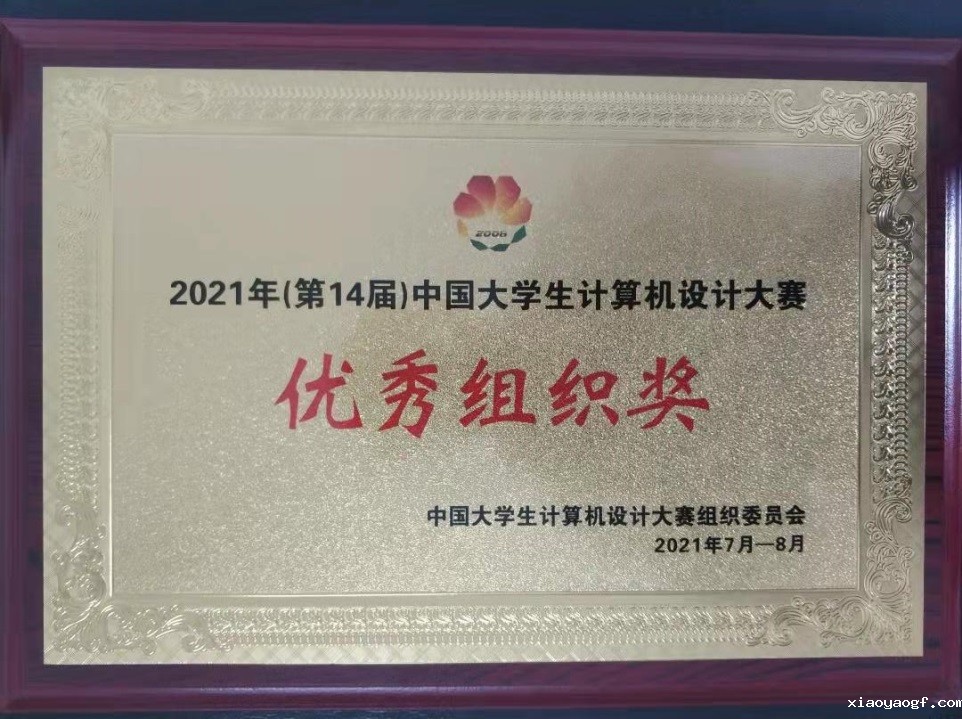 2008
2021年(第14届)中国大学生计算机设计大赛
优秀组织奖
中国大学生计算机设计大赛组织委员会
2021年7月—8月
xiaoyaogf.com